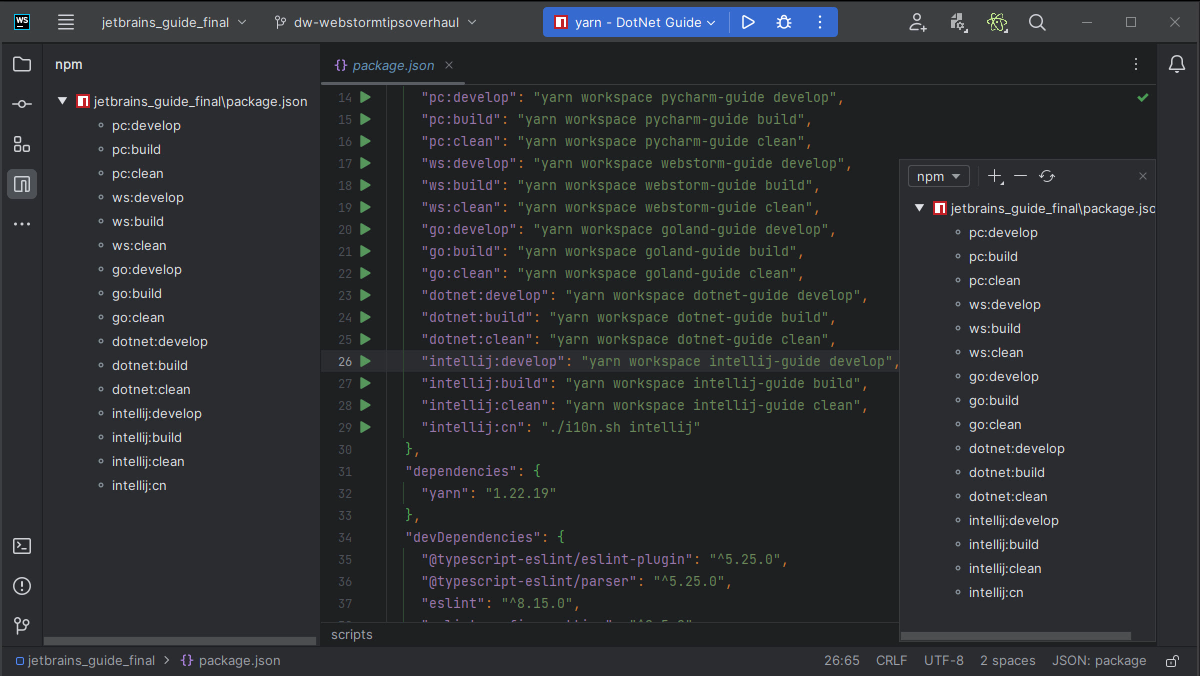 WS jetbrains_guide_final dw-webstormtipsoverhaul yarn - DotNet Guide
npm
jetbrains_guide_final\package.json
pc:develop
pc:build
pc:clean
ws:develop
ws:build
ws:clean
go:develop
go:build
go:clean
dotnet:develop
dotnet:build
dotnet:clean
intellij:develop
intellij:build
intellij:clean
intellij:cn
{} package.json
14 "pc:develop": "yarn workspace pycharm-guide develop",
15 "pc:build": "yarn workspace pycharm-guide build",
16 "pc:clean": "yarn workspace pycharm-guide clean",
17 "ws:develop": "yarn workspace webstorm-guide develop",
18 "ws:build": "yarn workspace webstorm-guide build",
19 "ws:clean": "yarn workspace webstorm-guide clean",
20 "go:develop": "yarn workspace goland-guide develop",
21 "go:build": "yarn workspace goland-guide build",
22 "go:clean": "yarn workspace goland-guide clean",
23 "dotnet:develop": "yarn workspace dotnet-guide develop",
24 "dotnet:build": "yarn workspace dotnet-guide build",
25 "dotnet:clean": "yarn workspace dotnet-guide clean",
26 "intellij:develop": "yarn workspace intellij-guide develop",
27 "intellij:build": "yarn workspace intellij-guide build",
28 "intellij:clean": "yarn workspace intellij-guide clean",
29 "intellij:cn": "./i10n.sh intellij"
30 },
31 "dependencies": {
32 "yarn": "1.22.19"
33 },
34 "devDependencies": {
35 "@typescript-eslint/eslint-plugin": "^5.25.0",
36 "@typescript-eslint/parser": "^5.25.0",
37 "eslint": "^8.15.0",
scripts
npm
jetbrains_guide_final\package.jsc
pc:develop
pc:build
pc:clean
ws:develop
ws:build
ws:clean
go:develop
go:build
go:clean
dotnet:develop
dotnet:build
dotnet:clean
intellij:develop
intellij:build
intellij:clean
intellij:cn
jetbrains_guide_final > {} package.json 26:65 CRLF UTF-8 2 spaces JSON: package